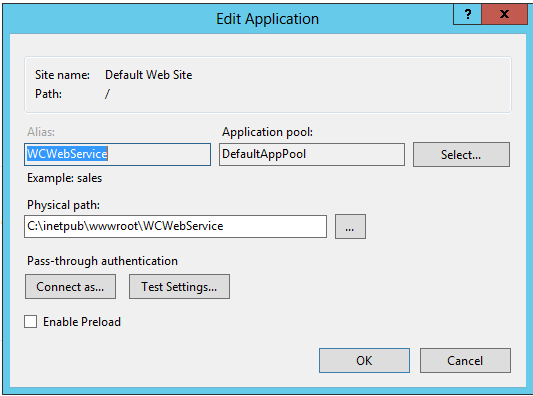 Edit Application
?
x
Site name: Default Web Site
Path: /
Alias: Application pool:
WCWebService DefaultAppPool Select...
Example: sales
Physical path:
C:\inetpub\wwwroot\WCWebService ...
Pass-through authentication
Connect as... Test Settings...
Enable Preload
OK Cancel